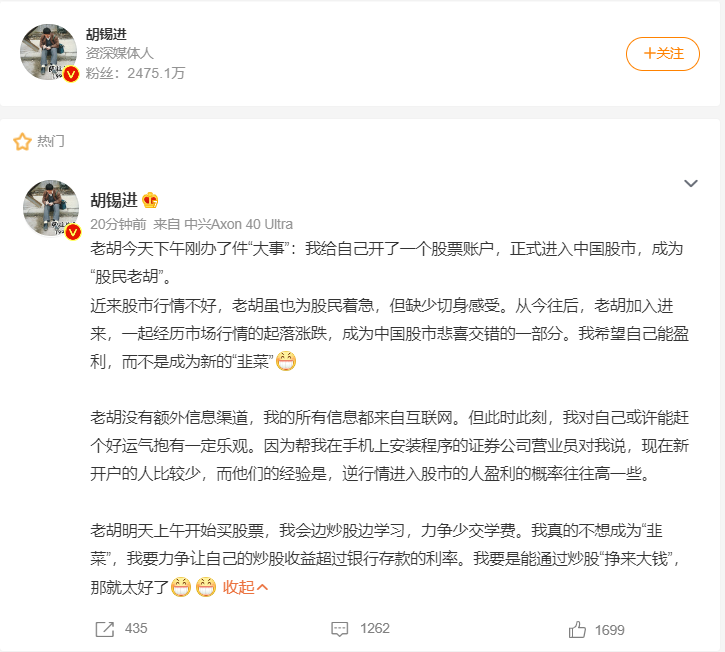 胡锡进
资深媒体人
粉丝：2475.1万
+关注
热门
胡锡进
20分钟前 来自 中兴Axon 40 Ultra
老胡今天下午刚办了件“大事”：我给自己开了一个股票账户，正式进入中国股市，成为
“股民老胡”。
近来股市行情不好，老胡虽也为股民着急，但缺少切身感受。从今往后，老胡加入进
来，一起经历市场行情的起落涨跌，成为中国股市悲喜交错的一部分。我希望自己能盈
利，而不是成为新的“韭菜”
老胡没有额外信息渠道，我的所有信息都来自互联网。但此时此刻，我对自己或许能赶
个好运气抱有一定乐观。因为帮我在手机上安装程序的证券公司营业员对我说，现在新
开户的人比较少，而他们的经验是，逆行情进入股市的人盈利的概率往往高一些。
老胡明天上午开始买股票，我会边炒股边学习，力争少交学费。我真的不想成为“韭
菜”，我要力争让自己的炒股收益超过银行存款的利率。我要是能通过炒股“挣来大钱”，
那就太好了 收起
435 1262 1699